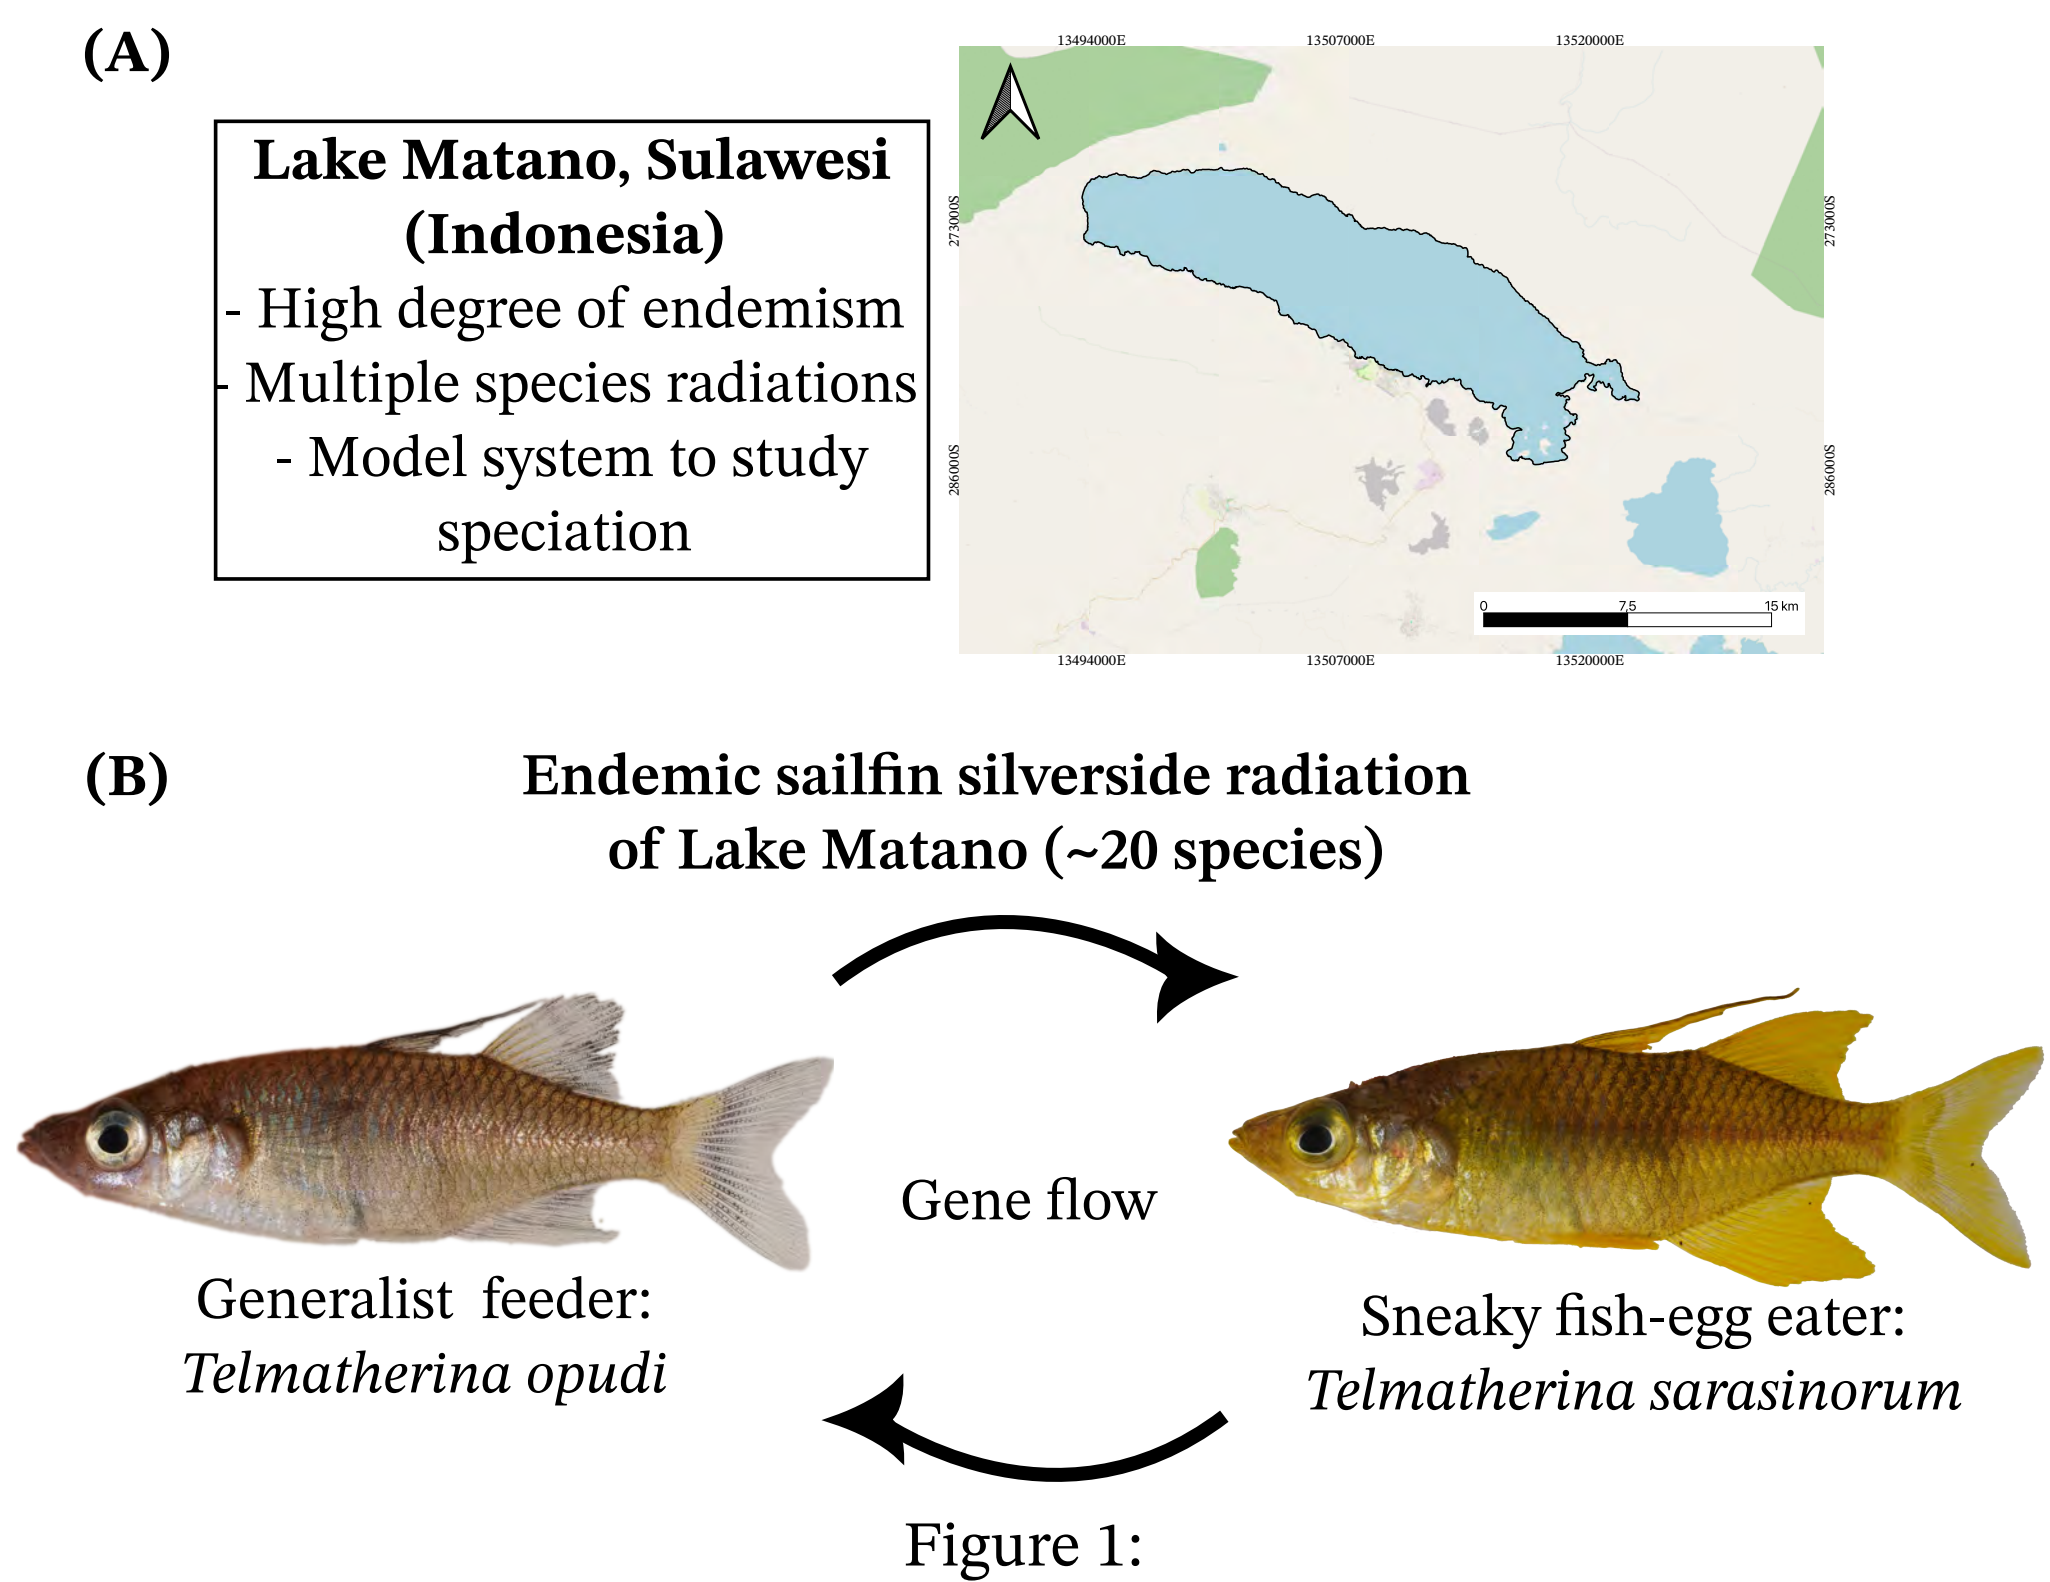 (A)
Lake Matano, Sulawesi
(Indonesia)
- High degree of endemism
- Multiple species radiations
- Model system to study
speciation
13494000E 13507000E 13520000E
273000S 273000S
286000S 286000S
0 7,5 15 km
13494000E 13507000E 13520000E
(B)
Endemic sailfin silverside radiation
of Lake Matano (~20 species)
Gene flow
Generalist feeder:
Telmatherina opudi
Sneaky fish-egg eater:
Telmatherina sarasinorum
Figure 1: